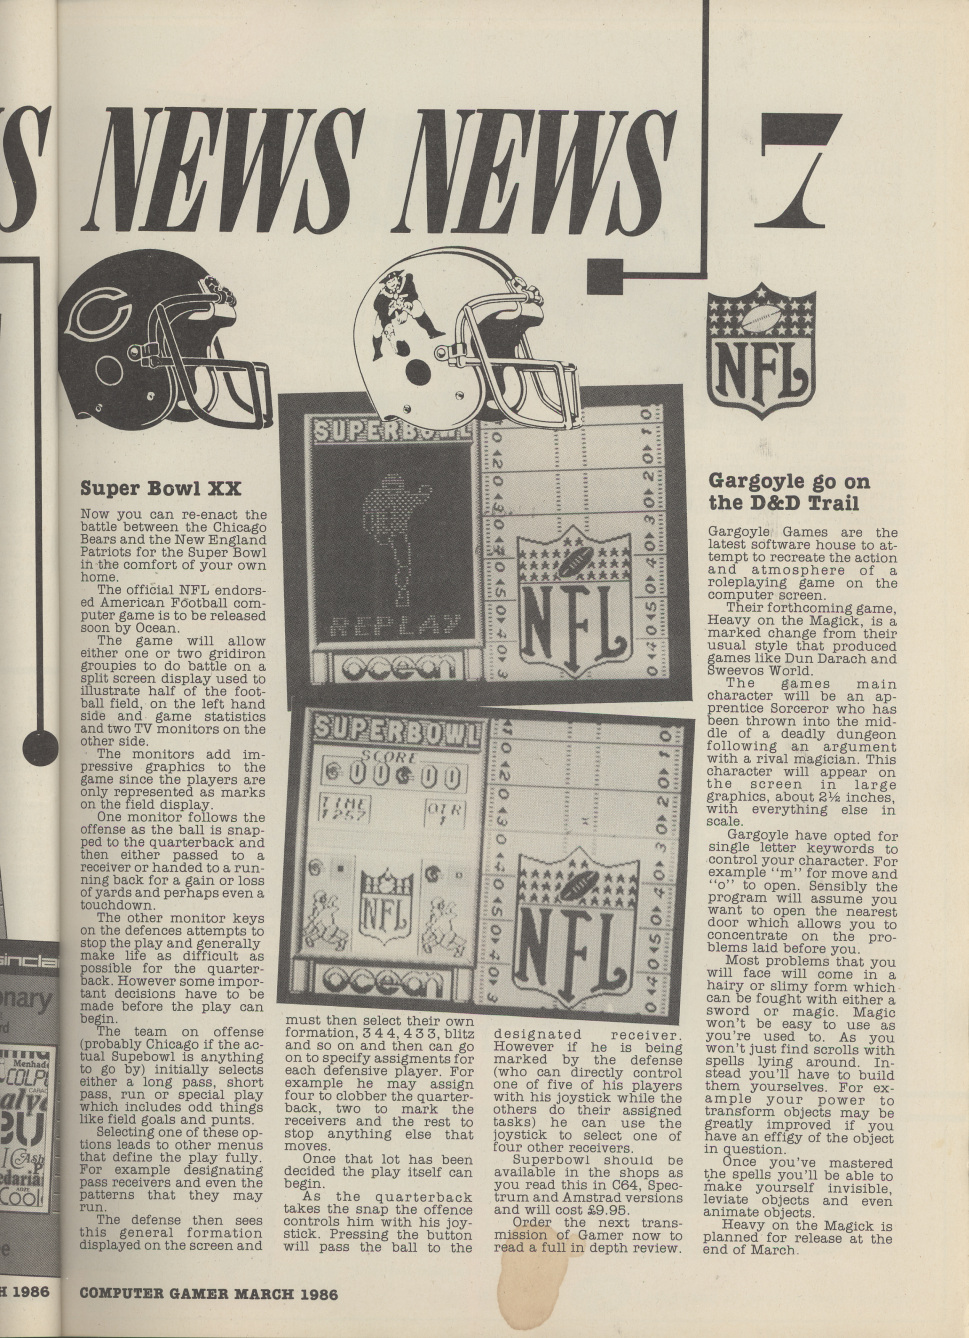 S NEWS NEWS 7
NFL
SUPERBOWL
REPLAY
ocean
NFL
SUPERBOWL
SCORE
00 00
TIME
1257
QTR
1
NFL
ocean
NFL
Super Bowl XX
Now you can re-enact the
battle between the Chicago
Bears and the New England
Patriots for the Super Bowl
in the comfort of your own
home.
The official NFL endors-
ed American Football com-
puter game is to be released
soon by Ocean.
The game will allow
either one or two gridiron
groupies to do battle on a
split screen display used to
illustrate half of the foot-
ball field, on the left hand
side and game statistics
and two TV monitors on the
other side.
The monitors add im-
pressive graphics to the
game since the players are
only represented as marks
on the field display.
One monitor follows the
offense as the ball is snap-
ped to the quarterback and
then either passed to a
receiver or handed to a run-
ning back for a gain or loss
of yards and perhaps even a
touchdown.
The other monitor keys
on the defences attempts to
stop the play and generally
make life as difficult as
possible for the quarter-
back. However some impor-
tant decisions have to be
made before the play can
begin.
The team on offense
(probably Chicago if the ac-
tual Supebowl is anything
to go by) initially selects
either a long pass, short
pass, run or special play
which includes odd things
like field goals and punts.
Selecting one of these op-
tions leads to other menus
that define the play fully.
For example designating
pass receivers and even the
patterns that they may
run.
The defense then sees
this general formation
displayed on the screen and
must then select their own
formation, 3 4 4, 4 3 3, blitz
and so on and then can go
on to specify assigments for
each defensive player. For
example he may assign
four to clobber the quarter-
back, two to mark the
receivers and the rest to
stop anything else that
moves.
Once that lot has been
decided the play itself can
begin.
As the quarterback
takes the snap the offence
controls him with his joy-
stick. Pressing the button
will pass the ball to the
designated receiver.
However if he is being
marked by the defense
(who can directly control
one of five of his players
with his joystick while the
others do their assigned
tasks) he can use the
joystick to select one of
four other receivers.
Superbowl should be
available in the shops as
you read this in C64, Spec-
trum and Amstrad versions
and will cost £9.95.
Order the next trans-
mission of Gamer now to
read a full in depth review.
Gargoyle go on
the D&D Trail
Gargoyle Games are the
latest software house to at-
tempt to recreate the action
and atmosphere of a
roleplaying game on the
computer screen.
Their forthcoming game,
Heavy on the Magick, is a
marked change from their
usual style that produced
games like Dun Darach and
Sweevos World.
The games main
character will be an ap-
prentice Sorceror who has
been thrown into the mid-
dle of a deadly dungeon
following an argument
with a rival magician. This
character will appear on
the screen in large
graphics, about 2½ inches,
with everything else in
scale.
Gargoyle have opted for
single letter keywords to
control your character. For
example "m" for move and
"o" to open. Sensibly the
program will assume you
want to open the nearest
door which allows you to
concentrate on the pro-
blems laid before you.
Most problems that you
will face will come in a
hairy or slimy form which
can be fought with either a
sword or magic. Magic
won't be easy to use as
you're used to. As you
won't just find scrolls with
spells lying around. In-
stead you'll have to build
them yourselves. For ex-
ample your power to
transform objects may be
greatly improved if you
have an effigy of the object
in question.
Once you've mastered
the spells you'll be able to
make yourself invisible,
leviate objects and even
animate objects.
Heavy on the Magick is
planned for release at the
end of March.
H 1986
COMPUTER GAMER MARCH 1986